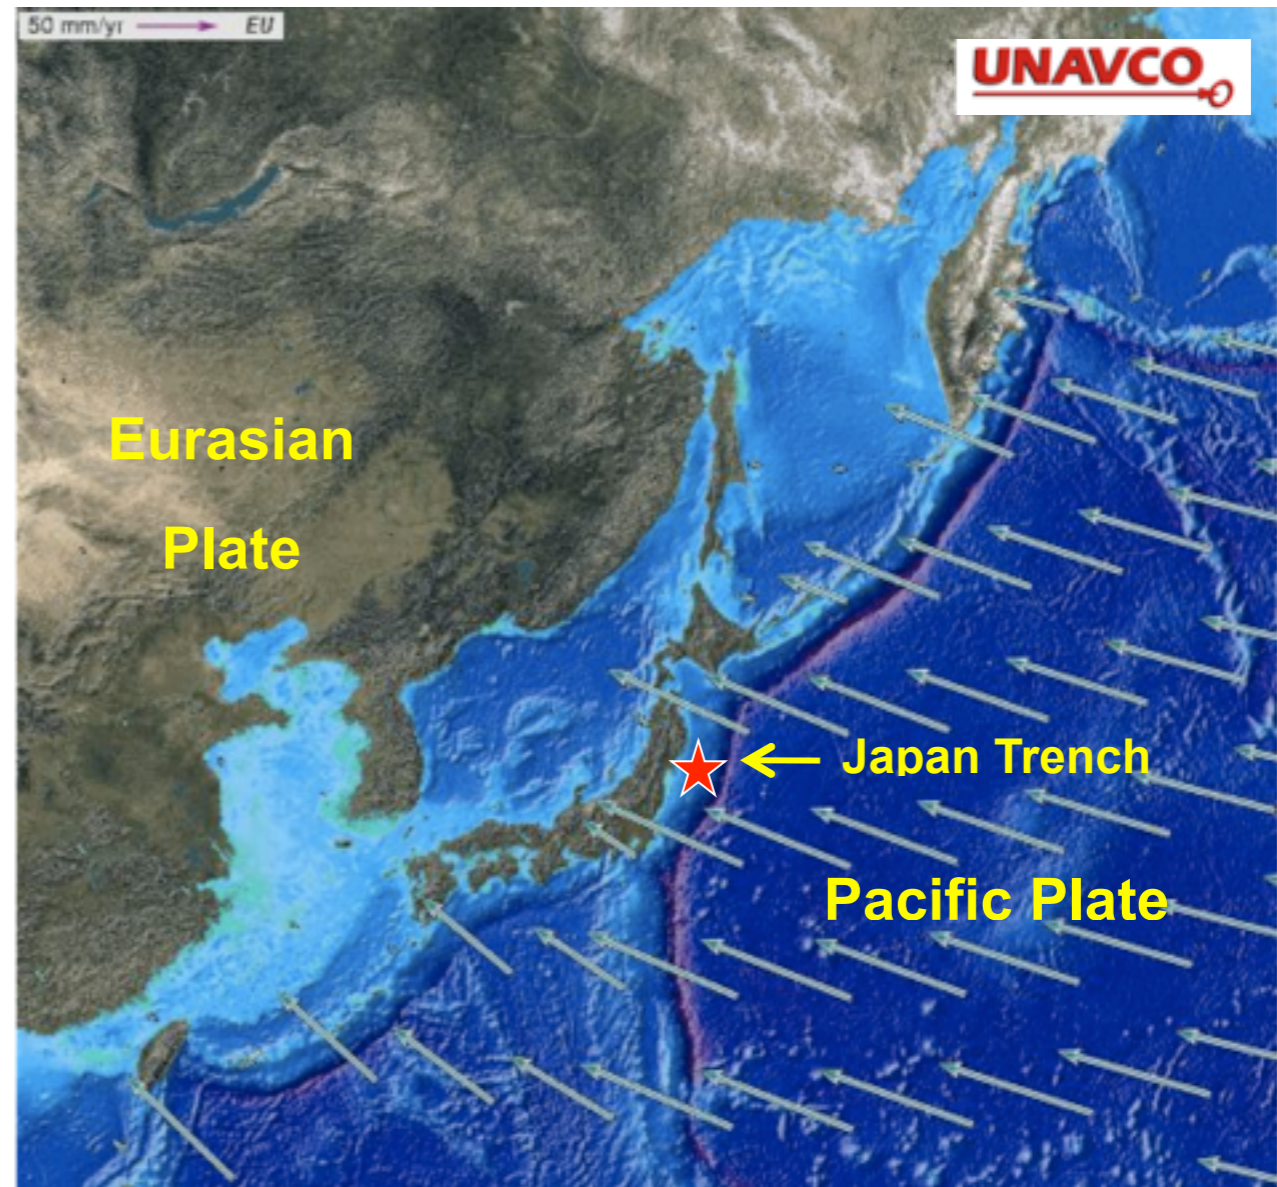 50 mm/yr EU
UNAVCO
Eurasian
Plate
Japan Trench
Pacific Plate